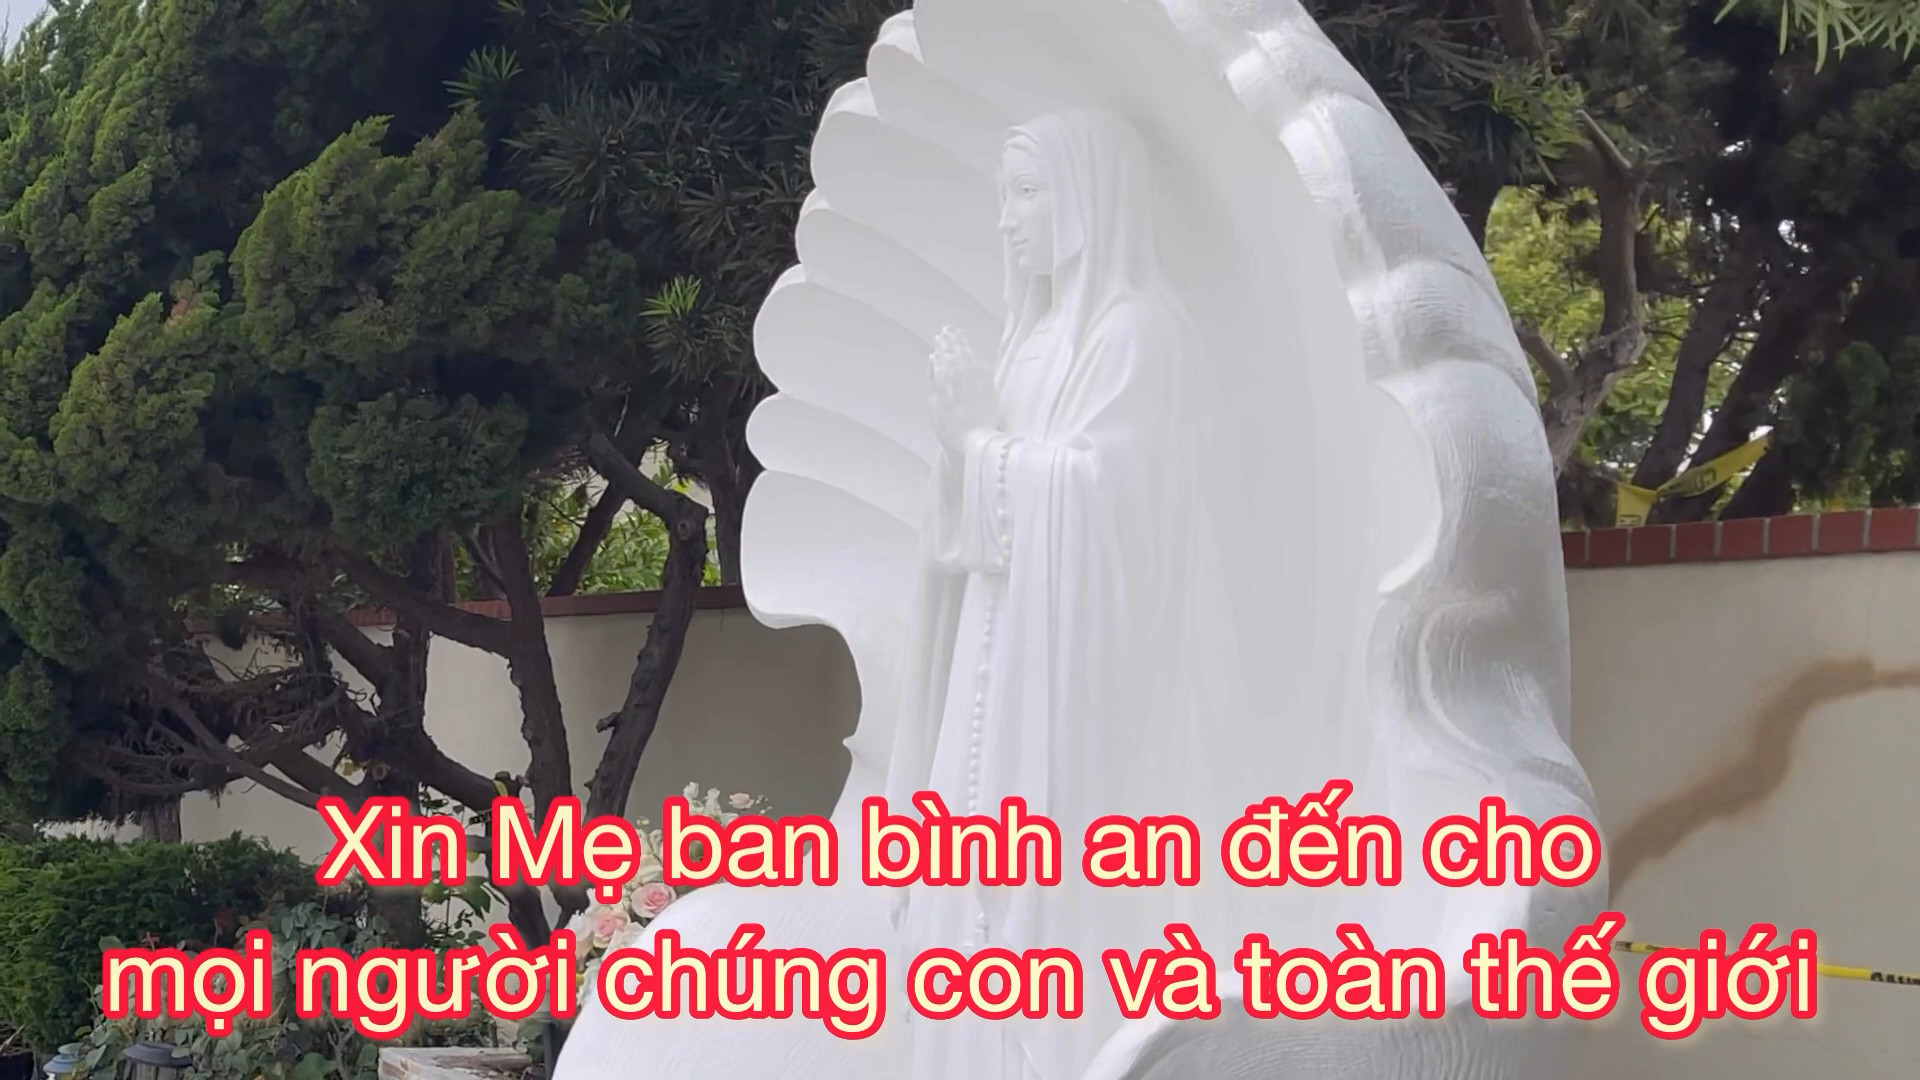 Xin Mẹ ban bình an đến cho
mọi người chúng con và toàn thế giới